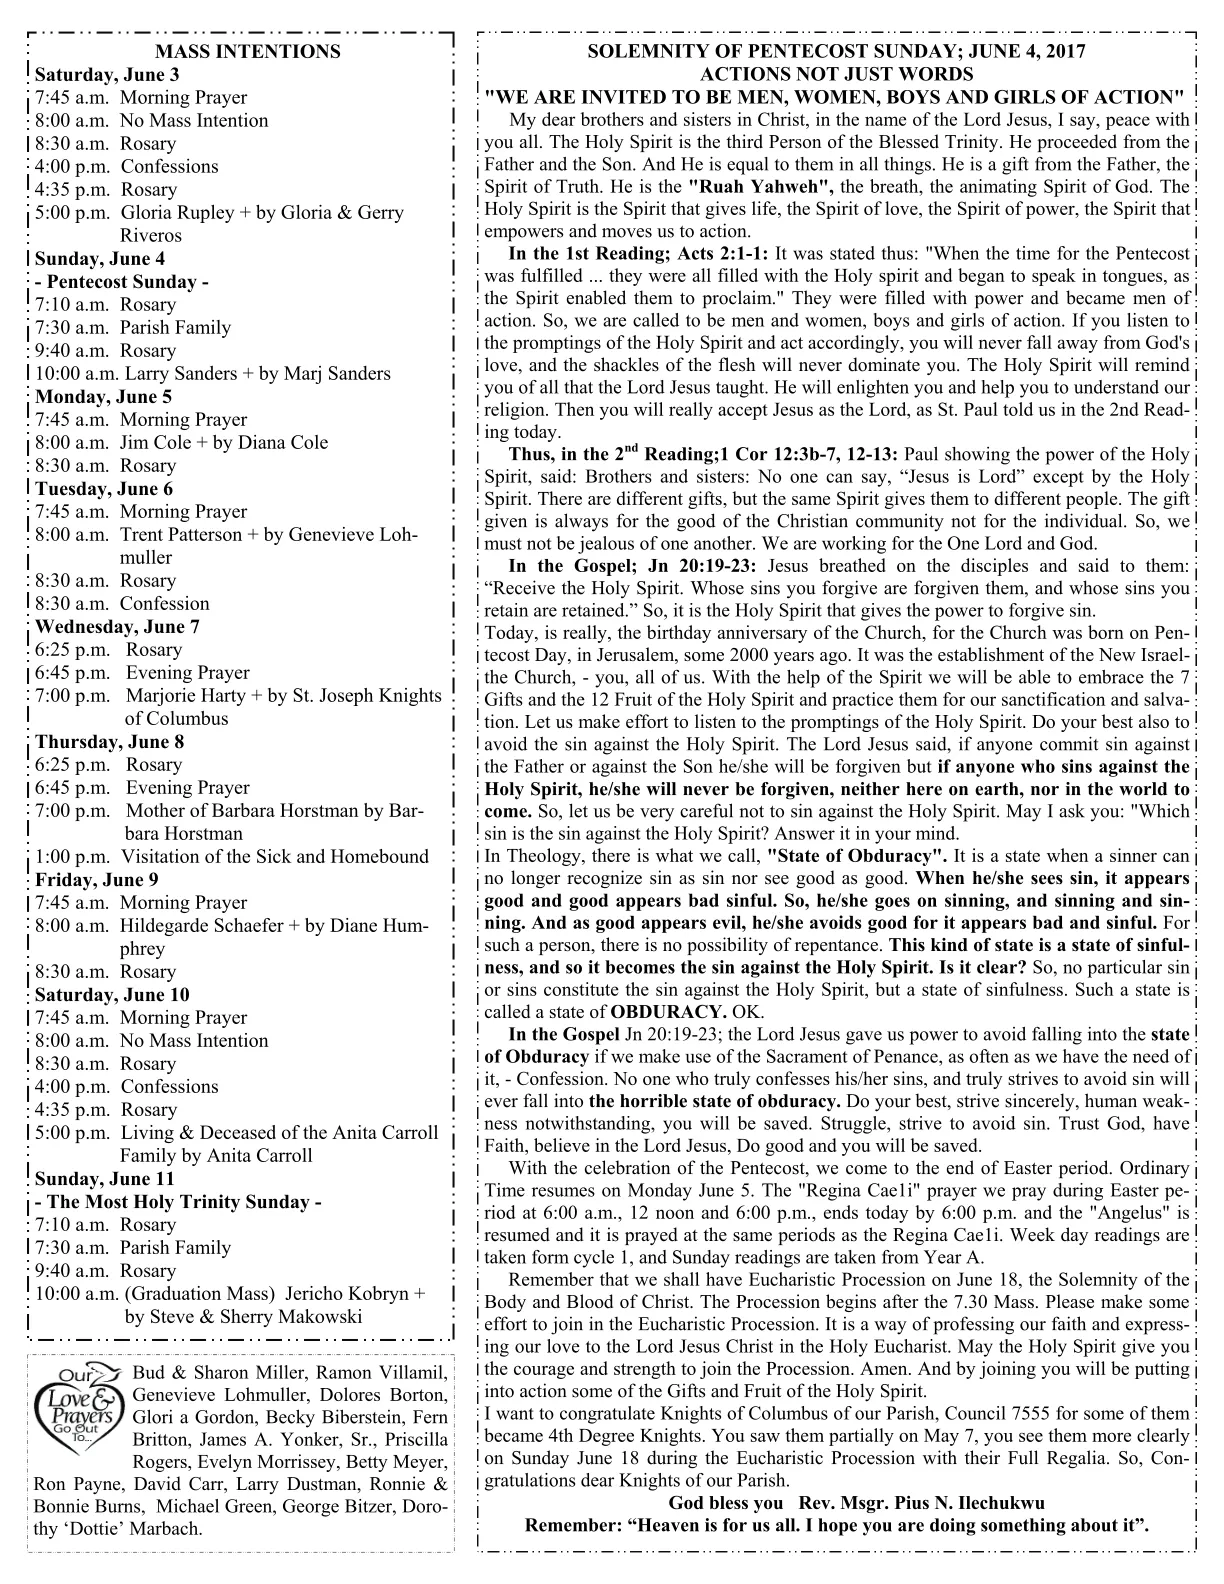 MASS INTENTIONS
Saturday, June 3
7:45 a.m. Morning Prayer
8:00 a.m. No Mass Intention
8:30 a.m. Rosary
4:00 p.m. Confessions
4:35 p.m. Rosary
5:00 p.m. Gloria Rupley + by Gloria & Gerry
Riveros
Sunday, June 4
- Pentecost Sunday -
7:10 a.m. Rosary
7:30 a.m. Parish Family
9:40 a.m. Rosary
10:00 a.m. Larry Sanders + by Marj Sanders
Monday, June 5
7:45 a.m. Morning Prayer
8:00 a.m. Jim Cole + by Diana Cole
8:30 a.m. Rosary
Tuesday, June 6
7:45 a.m. Morning Prayer
8:00 a.m. Trent Patterson + by Genevieve Loh-
muller
8:30 a.m. Rosary
8:30 a.m. Confession
Wednesday, June 7
6:25 p.m. Rosary
6:45 p.m. Evening Prayer
7:00 p.m. Marjorie Harty + by St. Joseph Knights
of Columbus
Thursday, June 8
6:25 p.m. Rosary
6:45 p.m. Evening Prayer
7:00 p.m. Mother of Barbara Horstman by Bar-
bara Horstman
1:00 p.m. Visitation of the Sick and Homebound
Friday, June 9
7:45 a.m. Morning Prayer
8:00 a.m. Hildegarde Schaefer + by Diane Hum-
phrey
8:30 a.m. Rosary
Saturday, June 10
7:45 a.m. Morning Prayer
8:00 a.m. No Mass Intention
8:30 a.m. Rosary
4:00 p.m. Confessions
4:35 p.m. Rosary
5:00 p.m. Living & Deceased of the Anita Carroll
Family by Anita Carroll
Sunday, June 11
- The Most Holy Trinity Sunday -
7:10 a.m. Rosary
7:30 a.m. Parish Family
9:40 a.m. Rosary
10:00 a.m. (Graduation Mass) Jericho Kobryn +
by Steve & Sherry Makowski
Our
Love &
Prayers
Go Out
To...
Bud & Sharon Miller, Ramon Villamil,
Genevieve Lohmuller, Dolores Borton,
Glori a Gordon, Becky Biberstein, Fern
Britton, James A. Yonker, Sr., Priscilla
Rogers, Evelyn Morrissey, Betty Meyer,
Ron Payne, David Carr, Larry Dustman, Ronnie &
Bonnie Burns, Michael Green, George Bitzer, Doro-
thy ‘Dottie’ Marbach.
SOLEMNITY OF PENTECOST SUNDAY; JUNE 4, 2017
ACTIONS NOT JUST WORDS
"WE ARE INVITED TO BE MEN, WOMEN, BOYS AND GIRLS OF ACTION"
My dear brothers and sisters in Christ, in the name of the Lord Jesus, I say, peace with
you all. The Holy Spirit is the third Person of the Blessed Trinity. He proceeded from the
Father and the Son. And He is equal to them in all things. He is a gift from the Father, the
Spirit of Truth. He is the "Ruah Yahweh", the breath, the animating Spirit of God. The
Holy Spirit is the Spirit that gives life, the Spirit of love, the Spirit of power, the Spirit that
empowers and moves us to action.
In the 1st Reading; Acts 2:1-1: It was stated thus: "When the time for the Pentecost
was fulfilled ... they were all filled with the Holy spirit and began to speak in tongues, as
the Spirit enabled them to proclaim." They were filled with power and became men of
action. So, we are called to be men and women, boys and girls of action. If you listen to
the promptings of the Holy Spirit and act accordingly, you will never fall away from God's
love, and the shackles of the flesh will never dominate you. The Holy Spirit will remind
you of all that the Lord Jesus taught. He will enlighten you and help you to understand our
religion. Then you will really accept Jesus as the Lord, as St. Paul told us in the 2nd Read-
ing today.
Thus, in the 2nd Reading;1 Cor 12:3b-7, 12-13: Paul showing the power of the Holy
Spirit, said: Brothers and sisters: No one can say, “Jesus is Lord” except by the Holy
Spirit. There are different gifts, but the same Spirit gives them to different people. The gift
given is always for the good of the Christian community not for the individual. So, we
must not be jealous of one another. We are working for the One Lord and God.
In the Gospel; Jn 20:19-23: Jesus breathed on the disciples and said to them:
“Receive the Holy Spirit. Whose sins you forgive are forgiven them, and whose sins you
retain are retained.” So, it is the Holy Spirit that gives the power to forgive sin.
Today, is really, the birthday anniversary of the Church, for the Church was born on Pen-
tecost Day, in Jerusalem, some 2000 years ago. It was the establishment of the New Israel-
the Church, - you, all of us. With the help of the Spirit we will be able to embrace the 7
Gifts and the 12 Fruit of the Holy Spirit and practice them for our sanctification and salva-
tion. Let us make effort to listen to the promptings of the Holy Spirit. Do your best also to
avoid the sin against the Holy Spirit. The Lord Jesus said, if anyone commit sin against
the Father or against the Son he/she will be forgiven but if anyone who sins against the
Holy Spirit, he/she will never be forgiven, neither here on earth, nor in the world to
come. So, let us be very careful not to sin against the Holy Spirit. May I ask you: "Which
sin is the sin against the Holy Spirit? Answer it in your mind.
In Theology, there is what we call, "State of Obduracy". It is a state when a sinner can
no longer recognize sin as sin nor see good as good. When he/she sees sin, it appears
good and good appears bad sinful. So, he/she goes on sinning, and sinning and sin-
ning. And as good appears evil, he/she avoids good for it appears bad and sinful. For
such a person, there is no possibility of repentance. This kind of state is a state of sinful-
ness, and so it becomes the sin against the Holy Spirit. Is it clear? So, no particular sin
or sins constitute the sin against the Holy Spirit, but a state of sinfulness. Such a state is
called a state of OBDURACY. OK.
In the Gospel Jn 20:19-23; the Lord Jesus gave us power to avoid falling into the state
of Obduracy if we make use of the Sacrament of Penance, as often as we have the need of
it, - Confession. No one who truly confesses his/her sins, and truly strives to avoid sin will
ever fall into the horrible state of obduracy. Do your best, strive sincerely, human weak-
ness notwithstanding, you will be saved. Struggle, strive to avoid sin. Trust God, have
Faith, believe in the Lord Jesus, Do good and you will be saved.
With the celebration of the Pentecost, we come to the end of Easter period. Ordinary
Time resumes on Monday June 5. The "Regina Cae1i" prayer we pray during Easter pe-
riod at 6:00 a.m., 12 noon and 6:00 p.m., ends today by 6:00 p.m. and the "Angelus" is
resumed and it is prayed at the same periods as the Regina Cae1i. Week day readings are
taken form cycle 1, and Sunday readings are taken from Year A.
Remember that we shall have Eucharistic Procession on June 18, the Solemnity of the
Body and Blood of Christ. The Procession begins after the 7.30 Mass. Please make some
effort to join in the Eucharistic Procession. It is a way of professing our faith and express-
ing our love to the Lord Jesus Christ in the Holy Eucharist. May the Holy Spirit give you
the courage and strength to join the Procession. Amen. And by joining you will be putting
into action some of the Gifts and Fruit of the Holy Spirit.
I want to congratulate Knights of Columbus of our Parish, Council 7555 for some of them
became 4th Degree Knights. You saw them partially on May 7, you see them more clearly
on Sunday June 18 during the Eucharistic Procession with their Full Regalia. So, Con-
gratulations dear Knights of our Parish.
God bless you Rev. Msgr. Pius N. Ilechukwu
Remember: “Heaven is for us all. I hope you are doing something about it”.